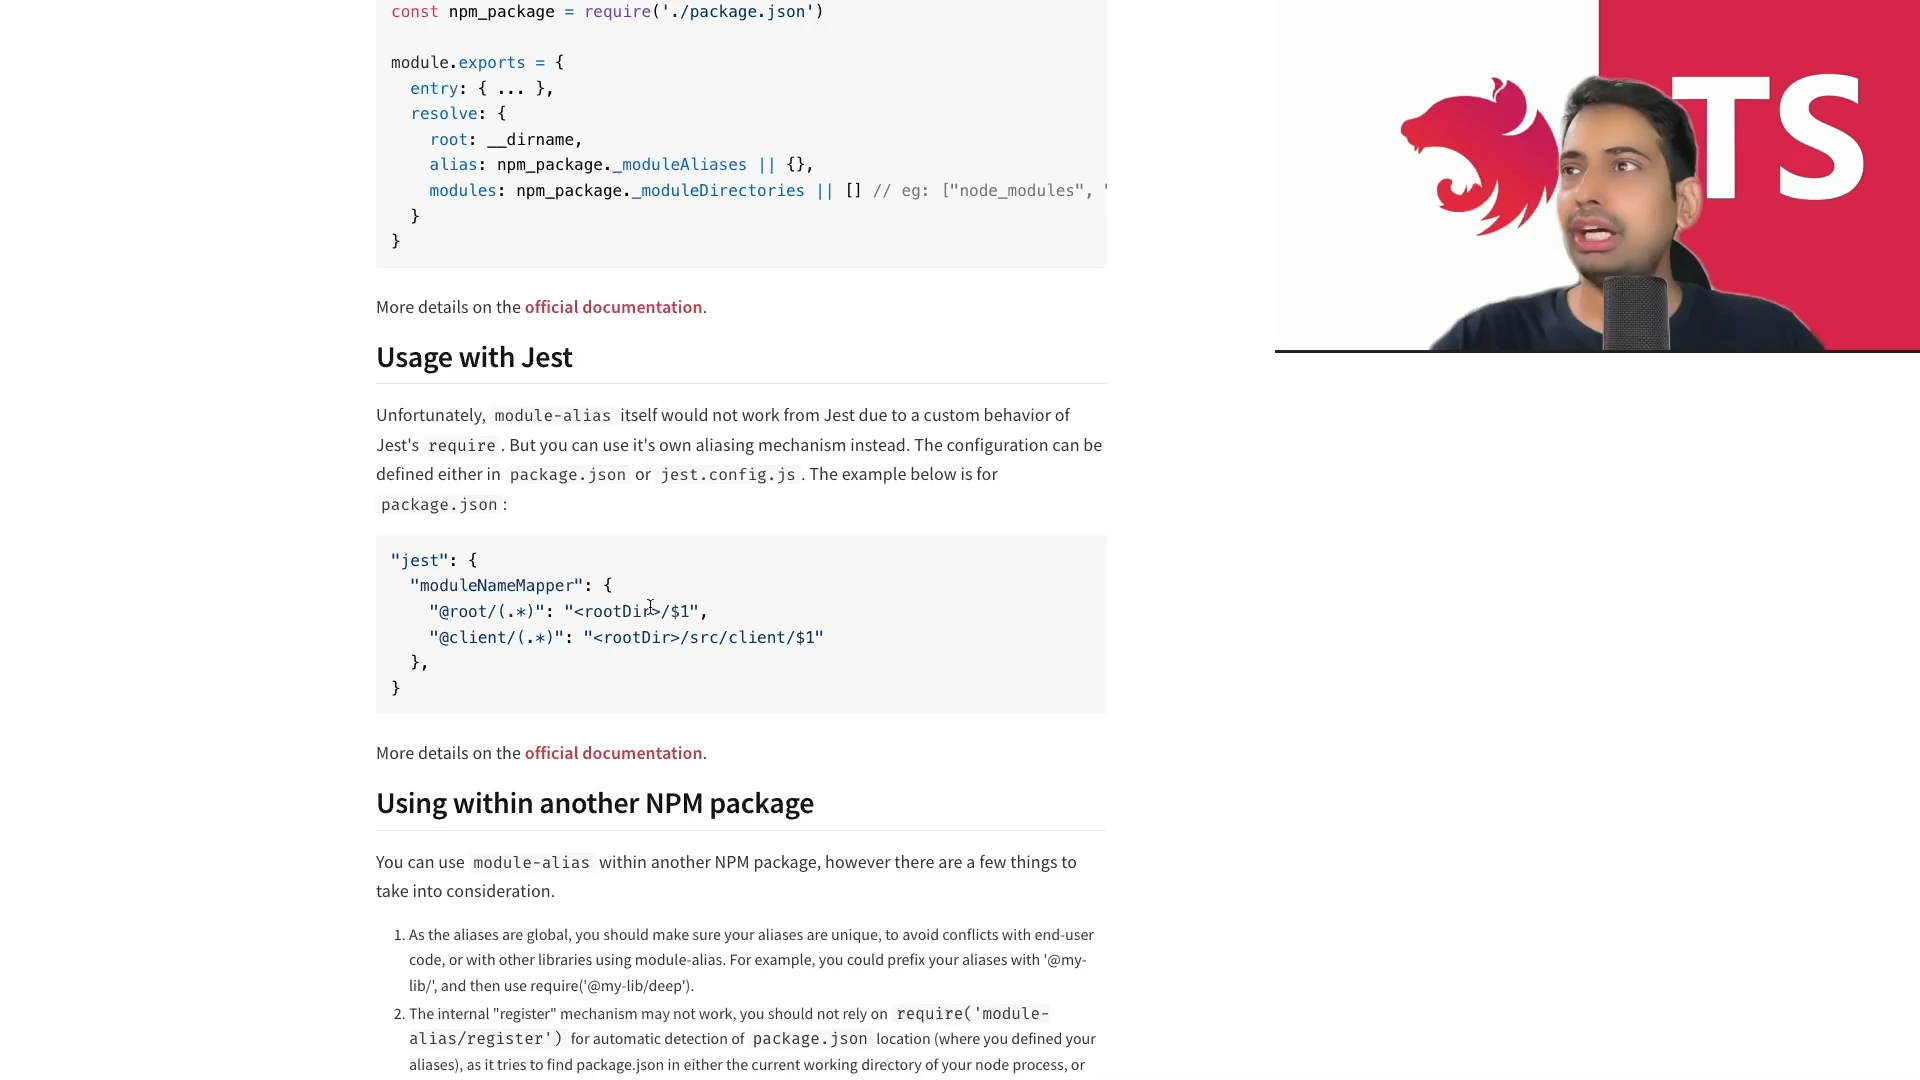 const npm_package = require('./package.json')
module.exports = {
entry: { ... },
resolve: {
root: __dirname,
alias: npm_package._moduleAliases || {},
modules: npm_package._moduleDirectories || [] // eg: ["node_modules", "
}
}
More details on the official documentation.
Usage with Jest
Unfortunately, module-alias itself would not work from Jest due to a custom behavior of
Jest's require. But you can use it's own aliasing mechanism instead. The configuration can be
defined either in package.json or jest.config.js. The example below is for
package.json:
"jest": {
"moduleNameMapper": {
"@root/(.*)": "<rootDir>/$1",
"@client/(.*)": "<rootDir>/src/client/$1"
},
}
More details on the official documentation.
Using within another NPM package
You can use module-alias within another NPM package, however there are a few things to
take into consideration.
1. As the aliases are global, you should make sure your aliases are unique, to avoid conflicts with end-user
code, or with other libraries using module-alias. For example, you could prefix your aliases with '@my-
lib/', and then use require('@my-lib/deep').
2. The internal "register" mechanism may not work, you should not rely on require('module-
alias/register') for automatic detection of package.json location (where you defined your
aliases), as it tries to find package.json in either the current working directory of your node process, or
TS